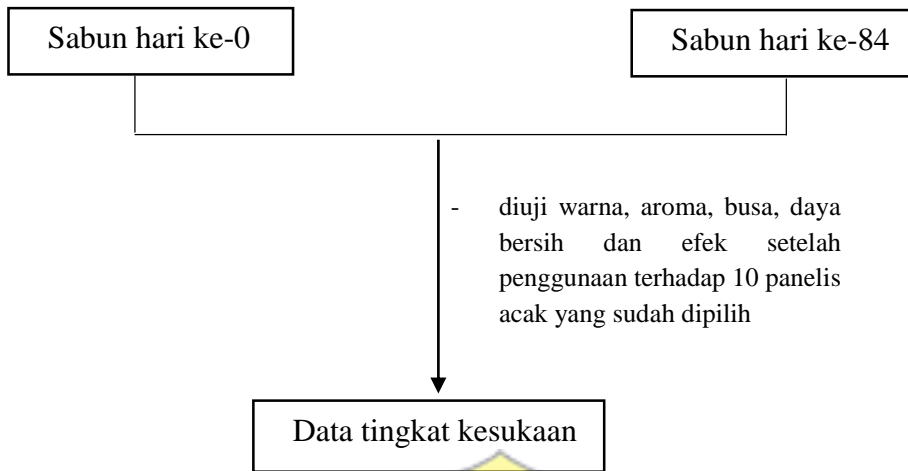 Sabun hari ke-0
Sabun hari ke-84
- diuji warna, aroma, busa, daya
bersih dan efek setelah
penggunaan terhadap 10 panelis
acak yang sudah dipilih
Data tingkat kesukaan